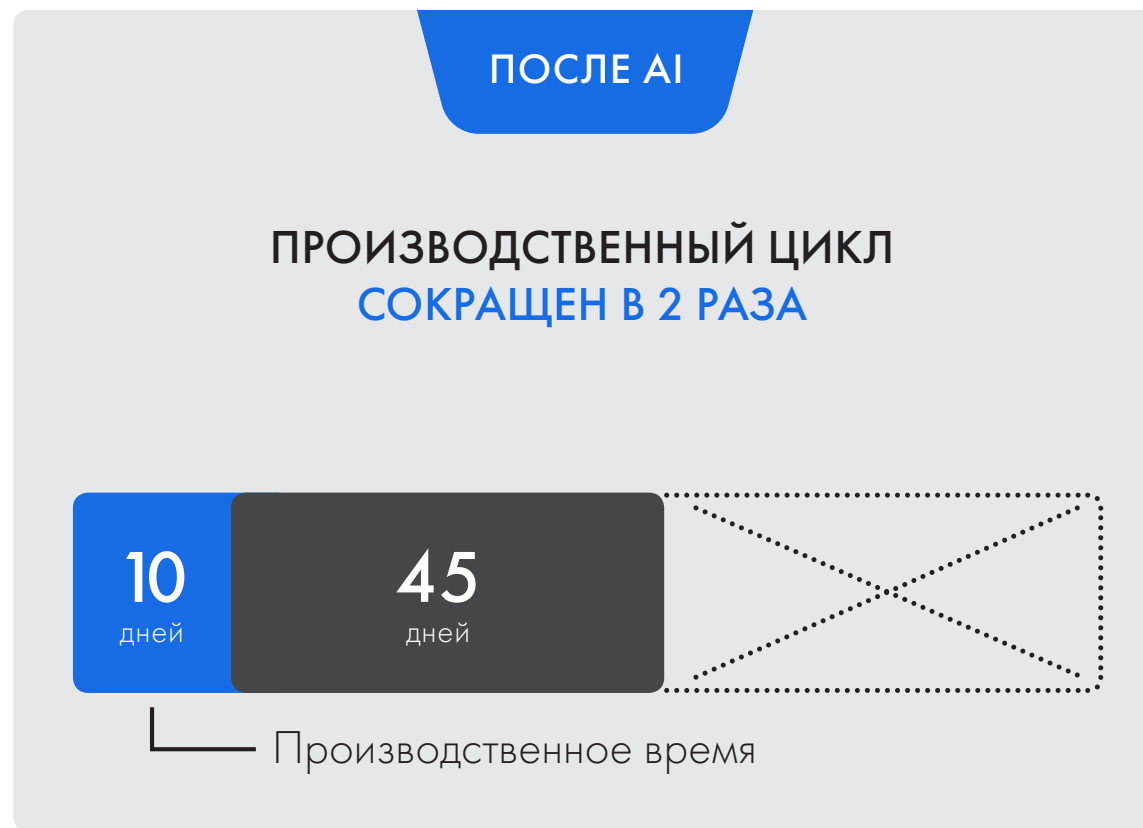 ПОСЛЕ AI
ПРОИЗВОДСТВЕННЫЙ ЦИКЛ
СОКРАЩЕН В 2 РАЗА
10
дней
45
дней
Производственное время